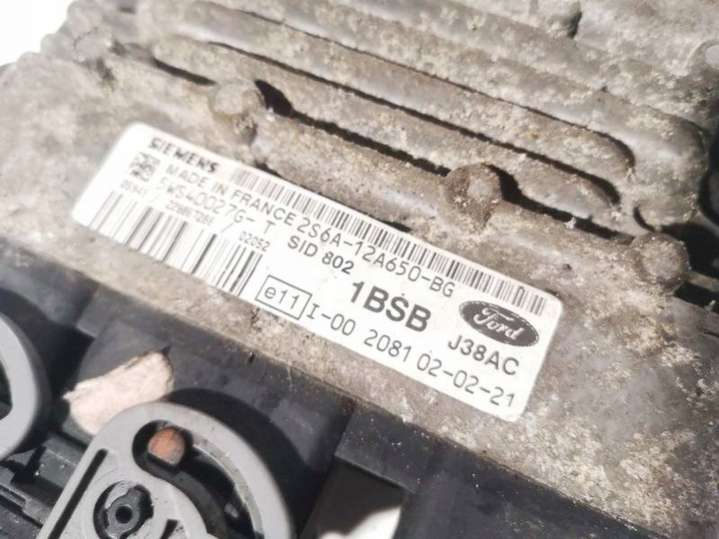 SIEMENS
MADE IN FRANCE 2S6A-12A650-BG
5WS40027G-T SID 802
02052
1BSB Ford J38AC
e11 I-00 2081 02-02-21